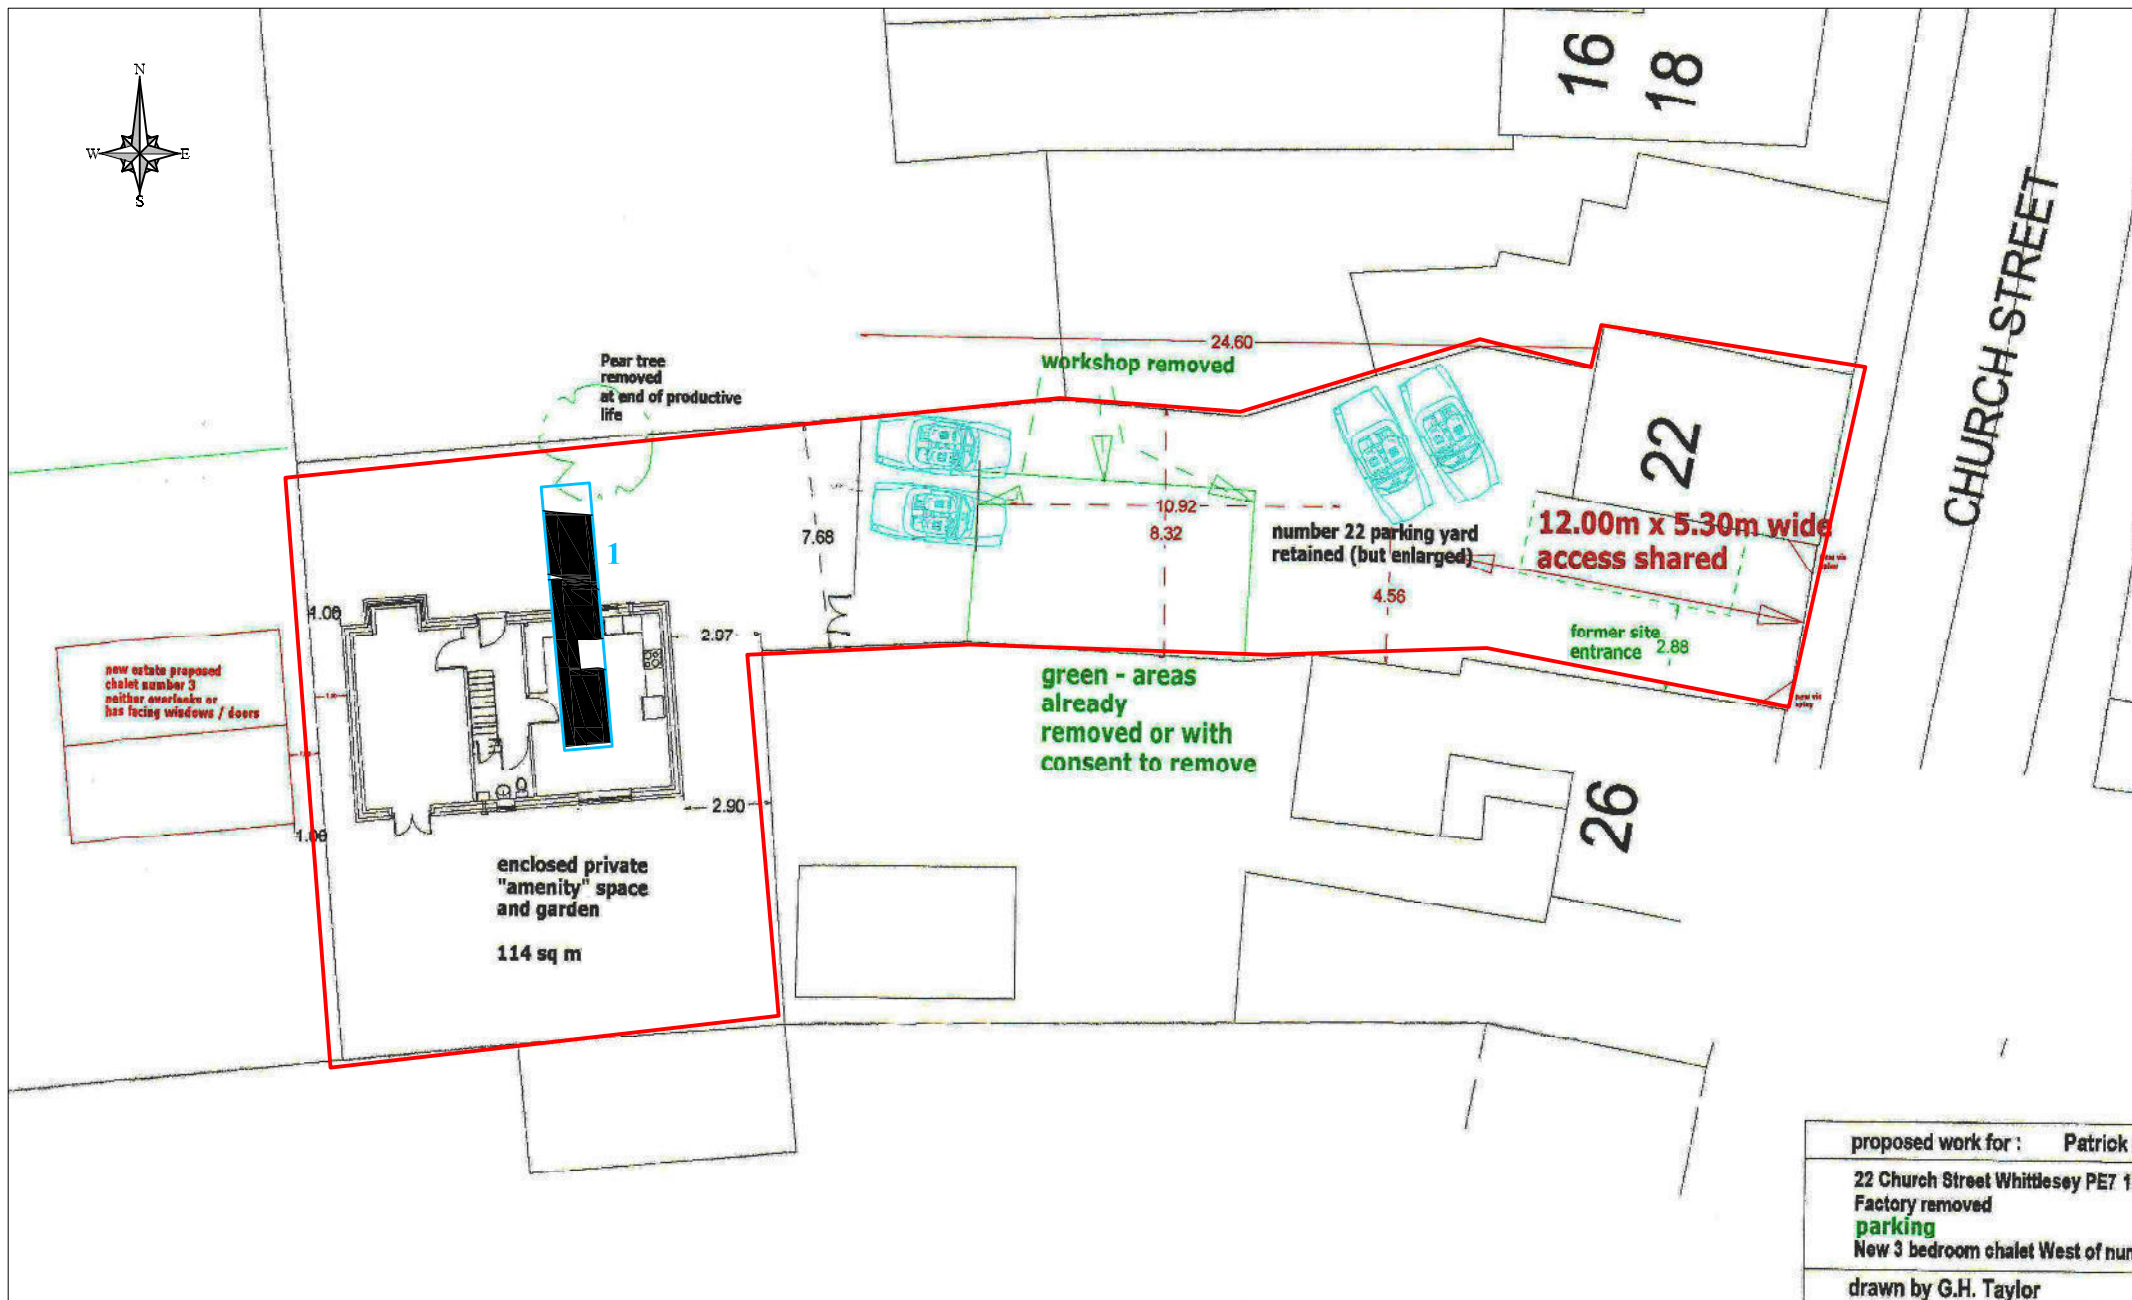 N
W
E
S
16
18
CHURCH STREET
24.60
workshop removed
Pear tree
removed
at end of productive
life
22
1
7.68
10.92
8.32
number 22 parking yard
retained (but enlarged)
12.00m x 5.30m wide
access shared
4.56
former site
entrance
2.88
2.97
new estate proposed
chalet number 3
neither overlooks or
has facing windows / doors
green - areas
already
removed or with
consent to remove
2.90
1.00
26
enclosed private
"amenity" space
and garden
114 sq m
proposed work for : Patrick
22 Church Street Whittlesey PE7 1
Factory removed
parking
New 3 bedroom chalet West of
drawn by G.H. Taylor